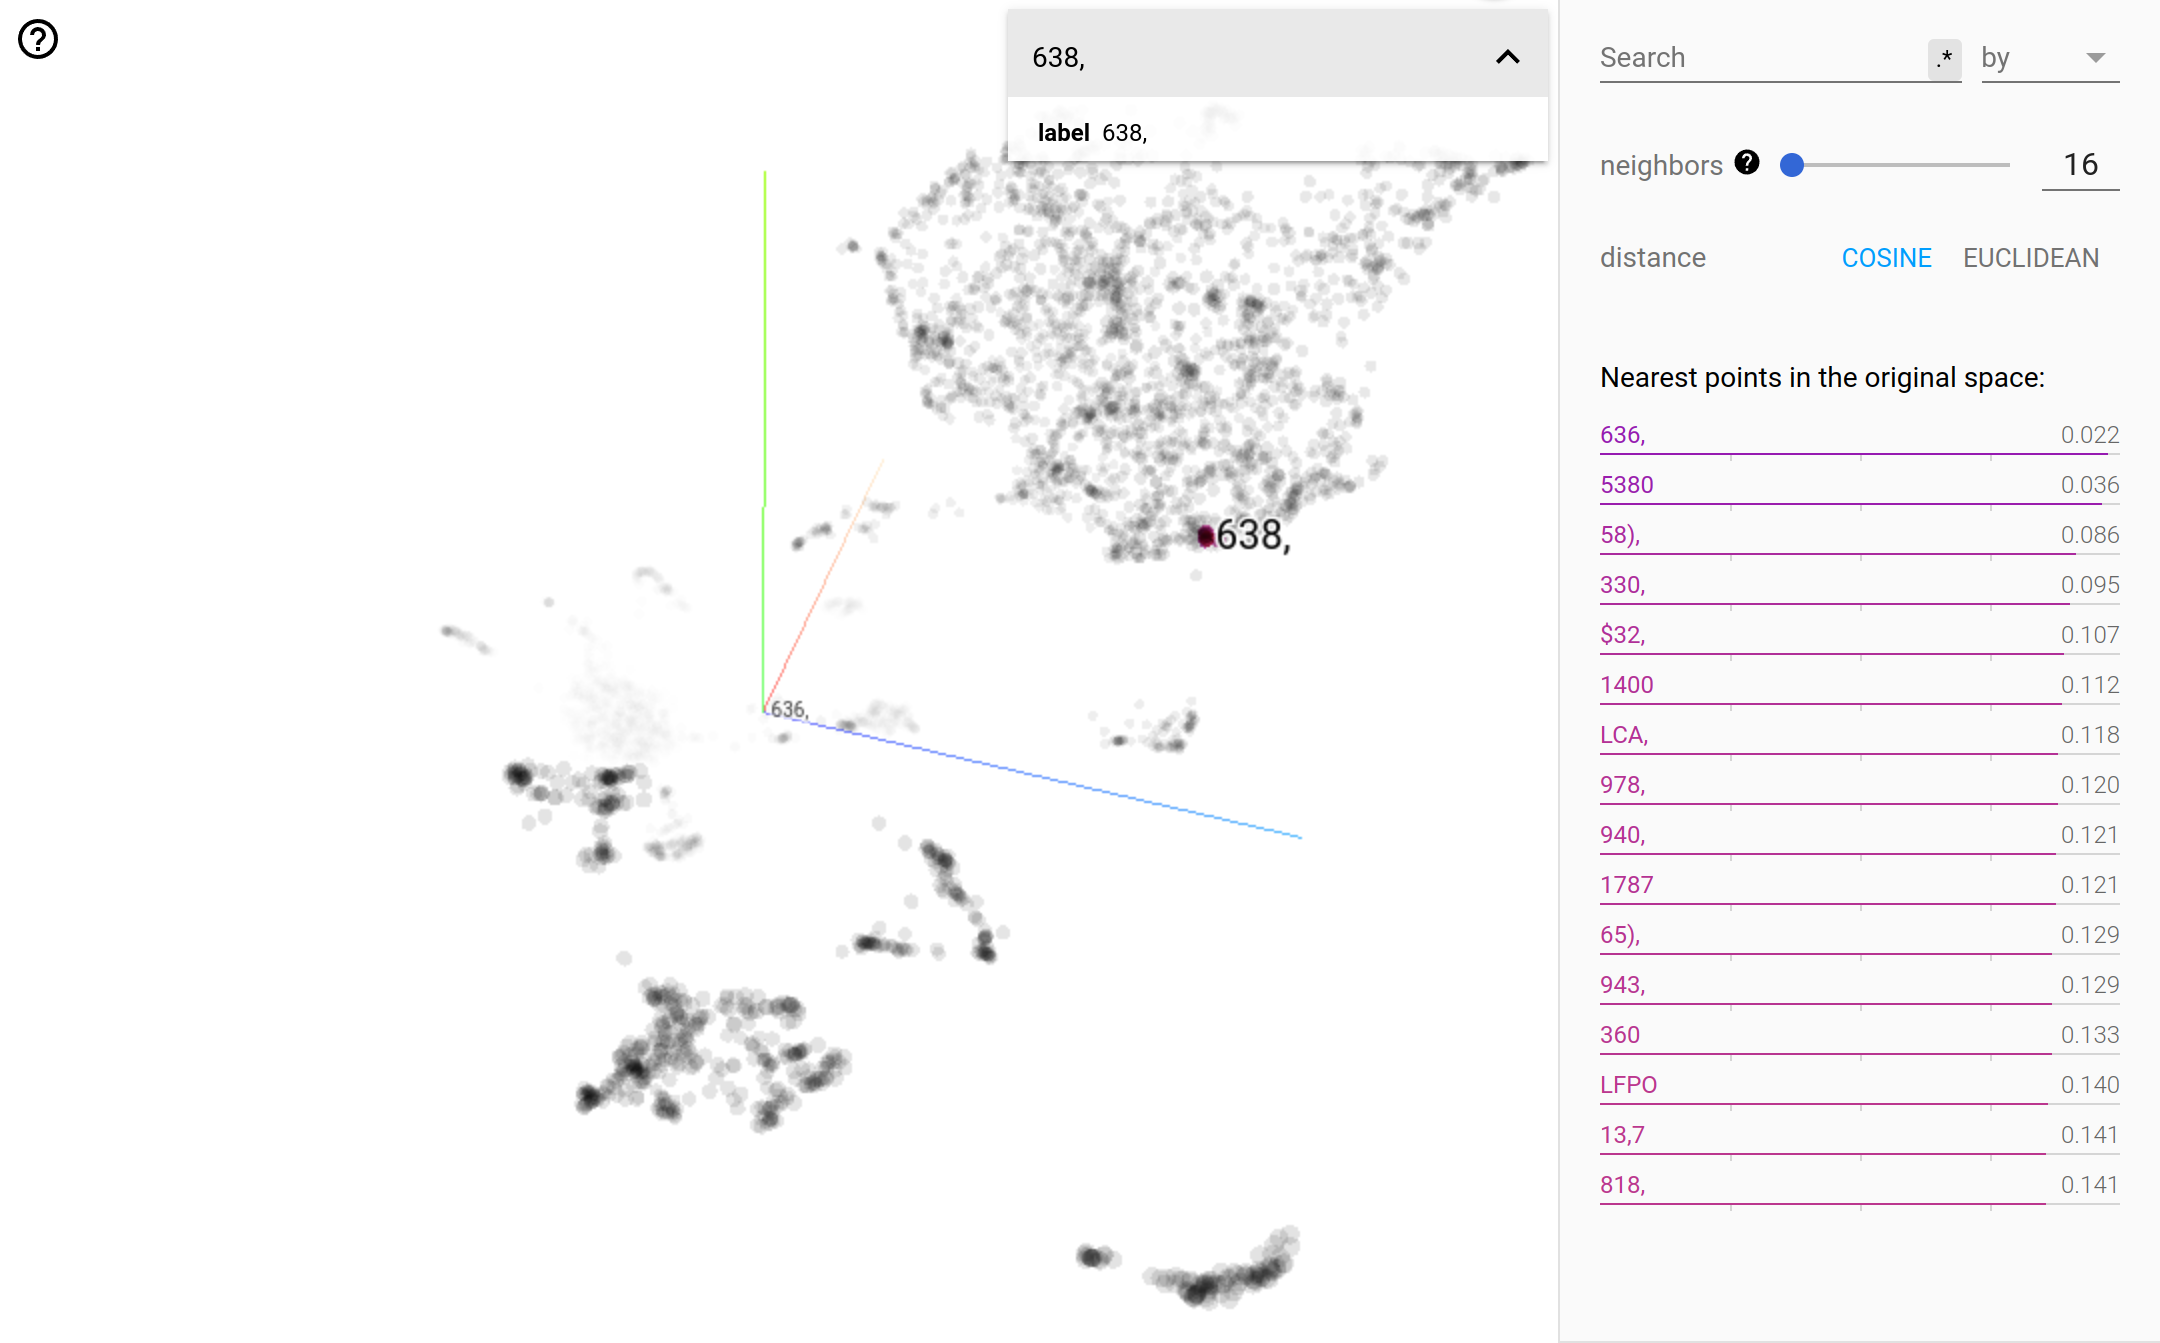 ?
638,
label 638,
638,
636,
Search .* by
neighbors ? 16
distance COSINE EUCLIDEAN
Nearest points in the original space:
636, 0.022
5380 0.036
58), 0.086
330, 0.095
$32, 0.107
1400 0.112
LCA, 0.118
978, 0.120
940, 0.121
1787 0.121
65), 0.129
943, 0.129
360 0.133
LFPO 0.140
13,7 0.141
818, 0.141